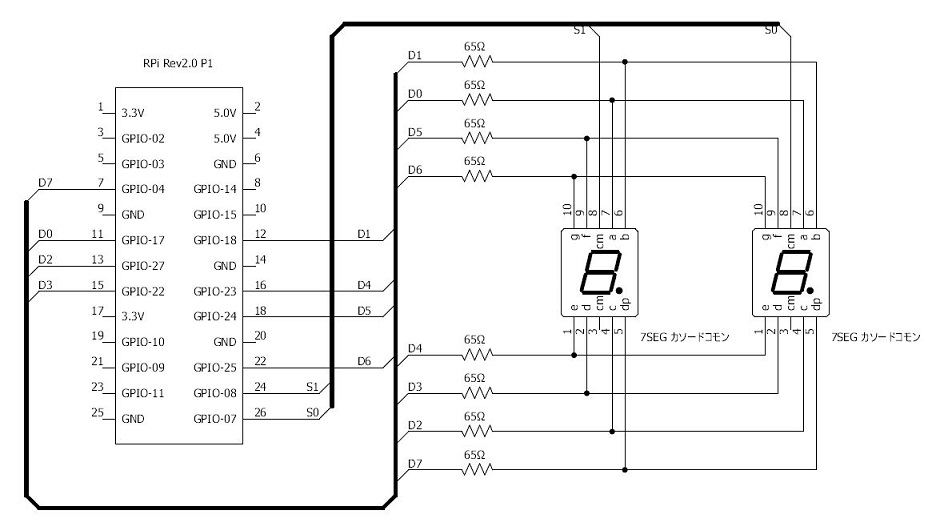 S1 S0
D1 65Ω
RPi Rev2.0 P1
D0 65Ω
1 3.3V 5.0V 2
3 GPIO-02 5.0V 4
D5 65Ω
5 GPIO-03 GND 6
D6 65Ω
D7 7 GPIO-04 GPIO-14 8
9 GND GPIO-15 10
10 9 8 7 6 10 9 8 7 6
D0 11 GPIO-17 GPIO-18 12 D1
g f cm a b g f cm a b
D2 13 GPIO-27 GND 14
D3 15 GPIO-22 GPIO-23 16 D4
e d cm c dp e d cm c dp
17 3.3V GPIO-24 18 D5
1 2 3 4 5 1 2 3 4 5
19 GPIO-10 GND 20
7SEG カソードコモン 7SEG カソードコモン
D4 65Ω
21 GPIO-09 GPIO-25 22 D6
23 GPIO-11 GPIO-08 24 S1
D3 65Ω
25 GND GPIO-07 26 S0
D2 65Ω
D7 65Ω